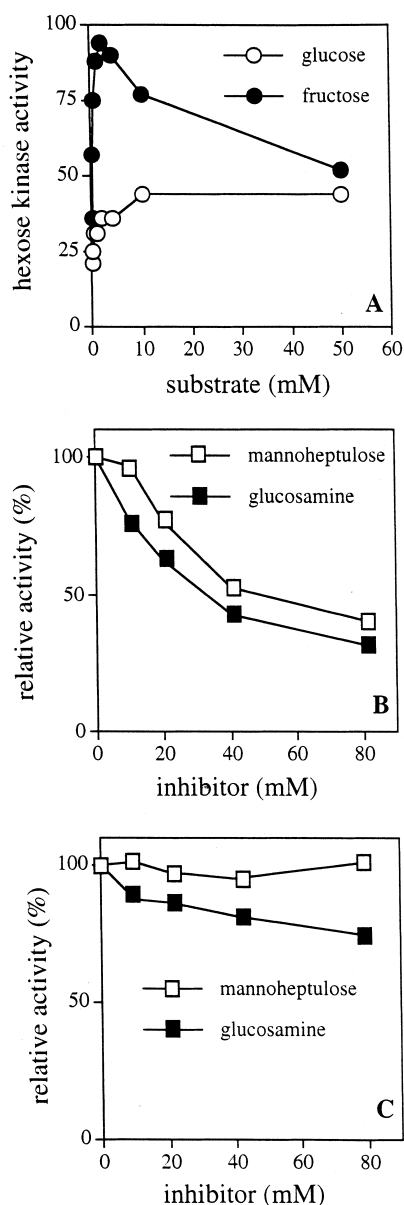 hexose kinase activity
100
75
50
25
0
glucose
fructose
A
0 10 20 30 40 50 60
substrate (mM)
relative activity (%)
100
50
0
mannoheptulose
glucosamine
B
0 20 40 60 80
inhibitor (mM)
relative activity (%)
100
50
0
mannoheptulose
glucosamine
C
0 20 40 60 80
inhibitor (mM)